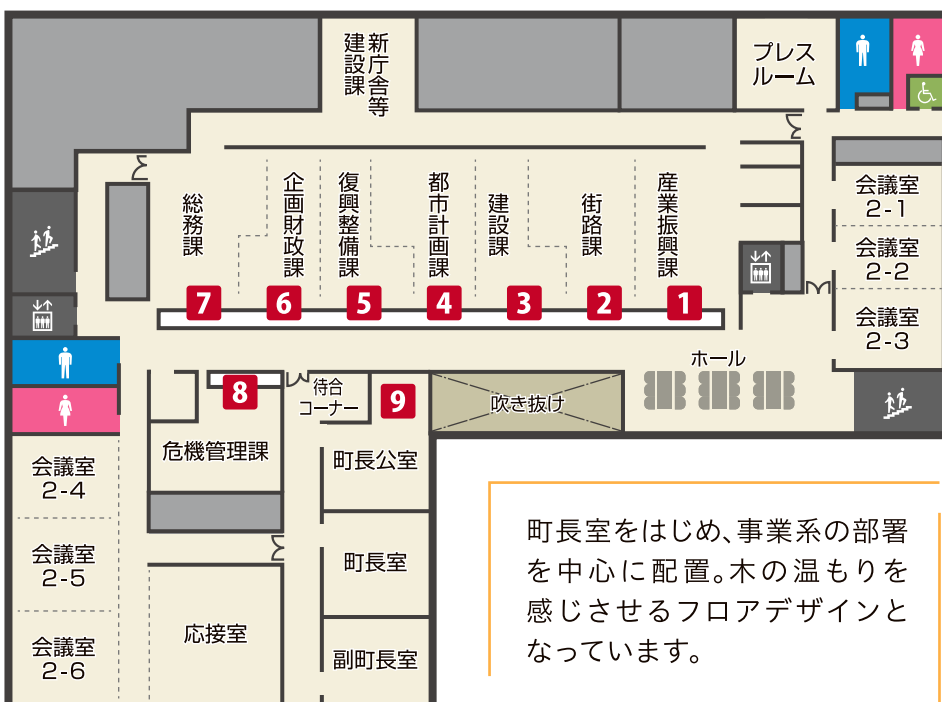 新庁舎等
建設課
プレス
ルーム
総務課
企画財政課
復興整備課
都市計画課
建設課
街路課
産業振興課
会議室
2-1
会議室
2-2
会議室
2-3
7
6
5
4
3
2
1
ホール
8
待合
コーナー
9
吹き抜け
危機管理課
町長公室
会議室
2-4
会議室
2-5
会議室
2-6
町長室
応接室
副町長室
町長室をはじめ、事業系の部署
を中心に配置。木の温もりを
感じさせるフロアデザインと
なっています。